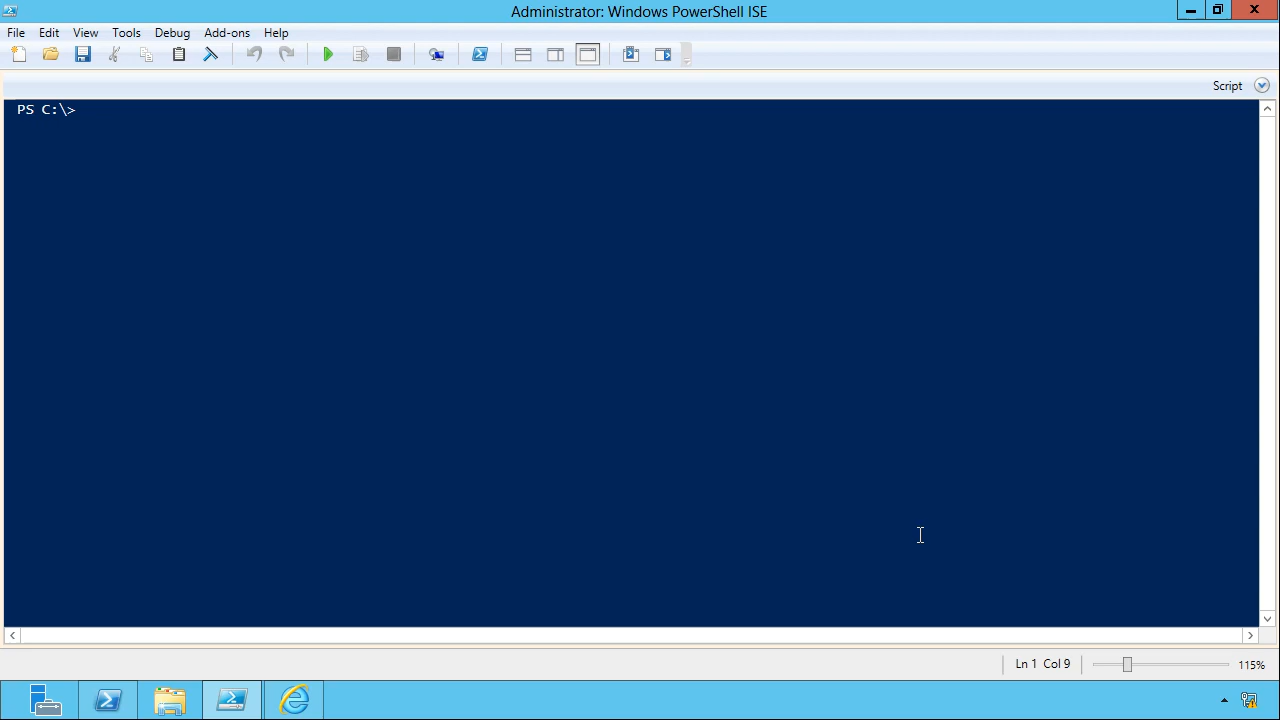 Administrator: Windows PowerShell ISE
File Edit View Tools Debug Add-ons Help
Script
PS C:\>
Ln 1 Col 9
115%